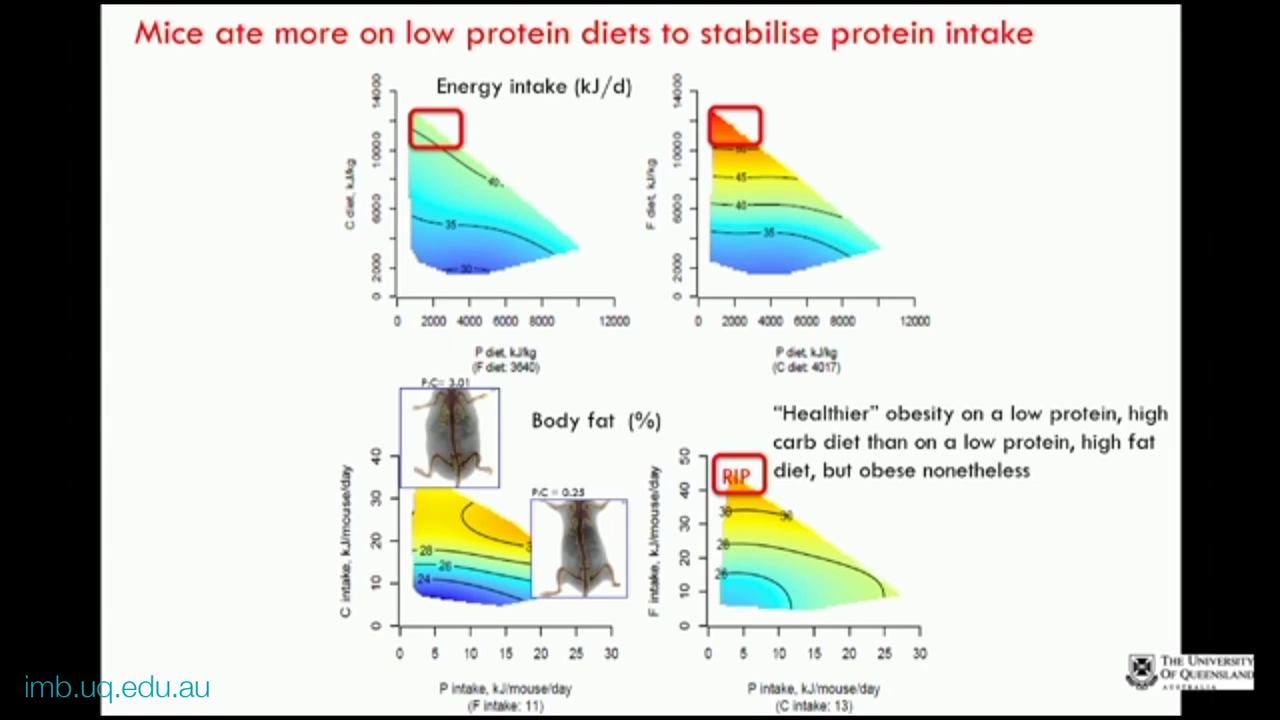 Mice ate more on low protein diets to stabilise protein intake
Energy intake (kJ/d)
C diet, kJ/kg
14000
10000
6000
2000
0
40
35
30
0 2000 4000 6000 8000 12000
P diet, kJ/kg
(F diet: 3640)
F diet, kJ/kg
14000
10000
6000
2000
0
50
45
40
35
0 2000 4000 6000 8000 12000
P diet, kJ/kg
(C diet: 4017)
P:C= 3.01
Body fat (%)
P/C = 0.25
C intake, kJ/mouse/day
40
30
20
10
0
28
26
24
0 5 10 15 20 25 30
P intake, kJ/mouse/day
(F intake: 11)
"Healthier" obesity on a low protein, high
carb diet than on a low protein, high fat
diet, but obese nonetheless
RIP
F intake, kJ/mouse/day
50
40
30
20
10
0
30 30
28
26
0 5 10 15 20 25 30
P intake, kJ/mouse/day
(C intake: 13)
imb.uq.edu.au
THE UNIVERSITY
OF QUEENSLAND
AUSTRALIA